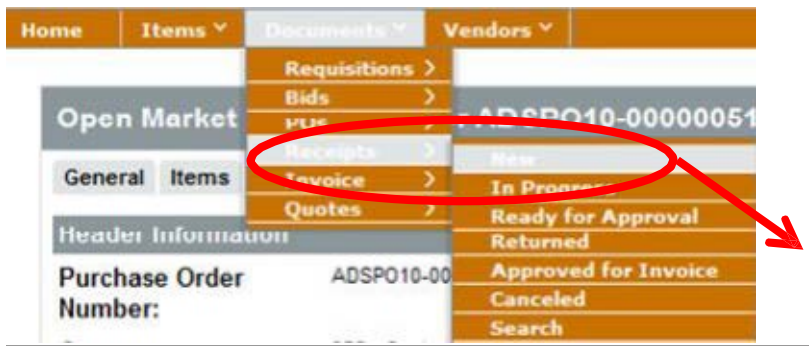 Home Items Documents Vendors
Requisitions >
Bids >
Open Market ADSPO10-00000051
POs >
Receipts > New
General Items Invoice > In Progress
Quotes > Ready for Approval
Header Information Returned
Purchase Order Number: ADSPO10-00 Approved for Invoice
Canceled
Search